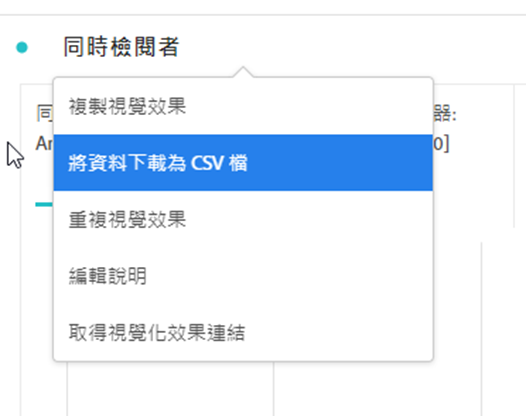 同時檢閱者
複製視覺效果
器:
0]
將資料下載為 CSV 檔
重複視覺效果
編輯說明
取得視覺化效果連結